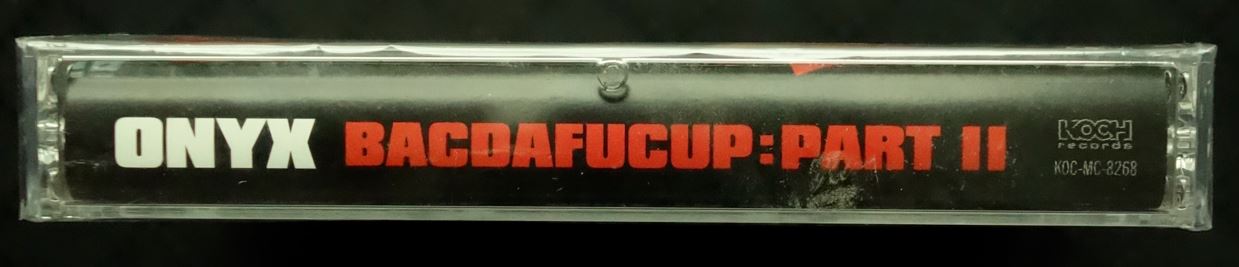 ONYX BACDAFUCUP: PART II
KOCH
records
KOC-MC-8268